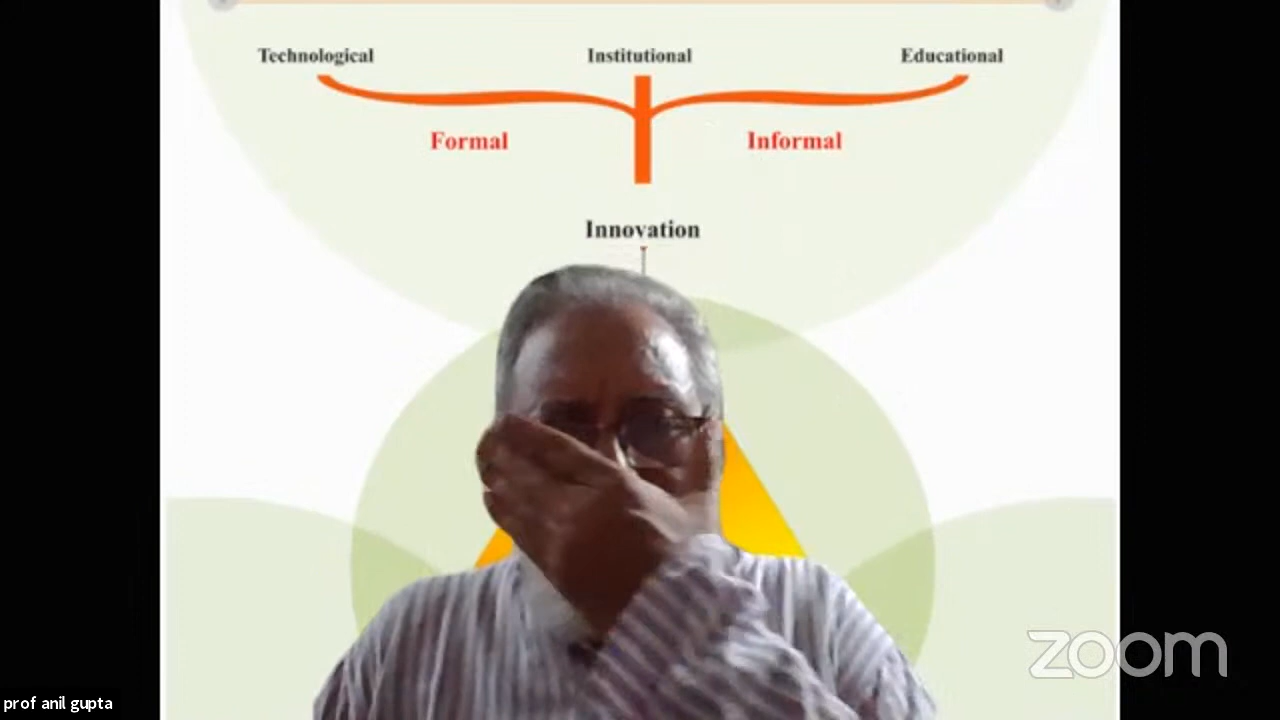 Technological Institutional Educational
Formal Informal
Innovation
zoom
prof anil gupta